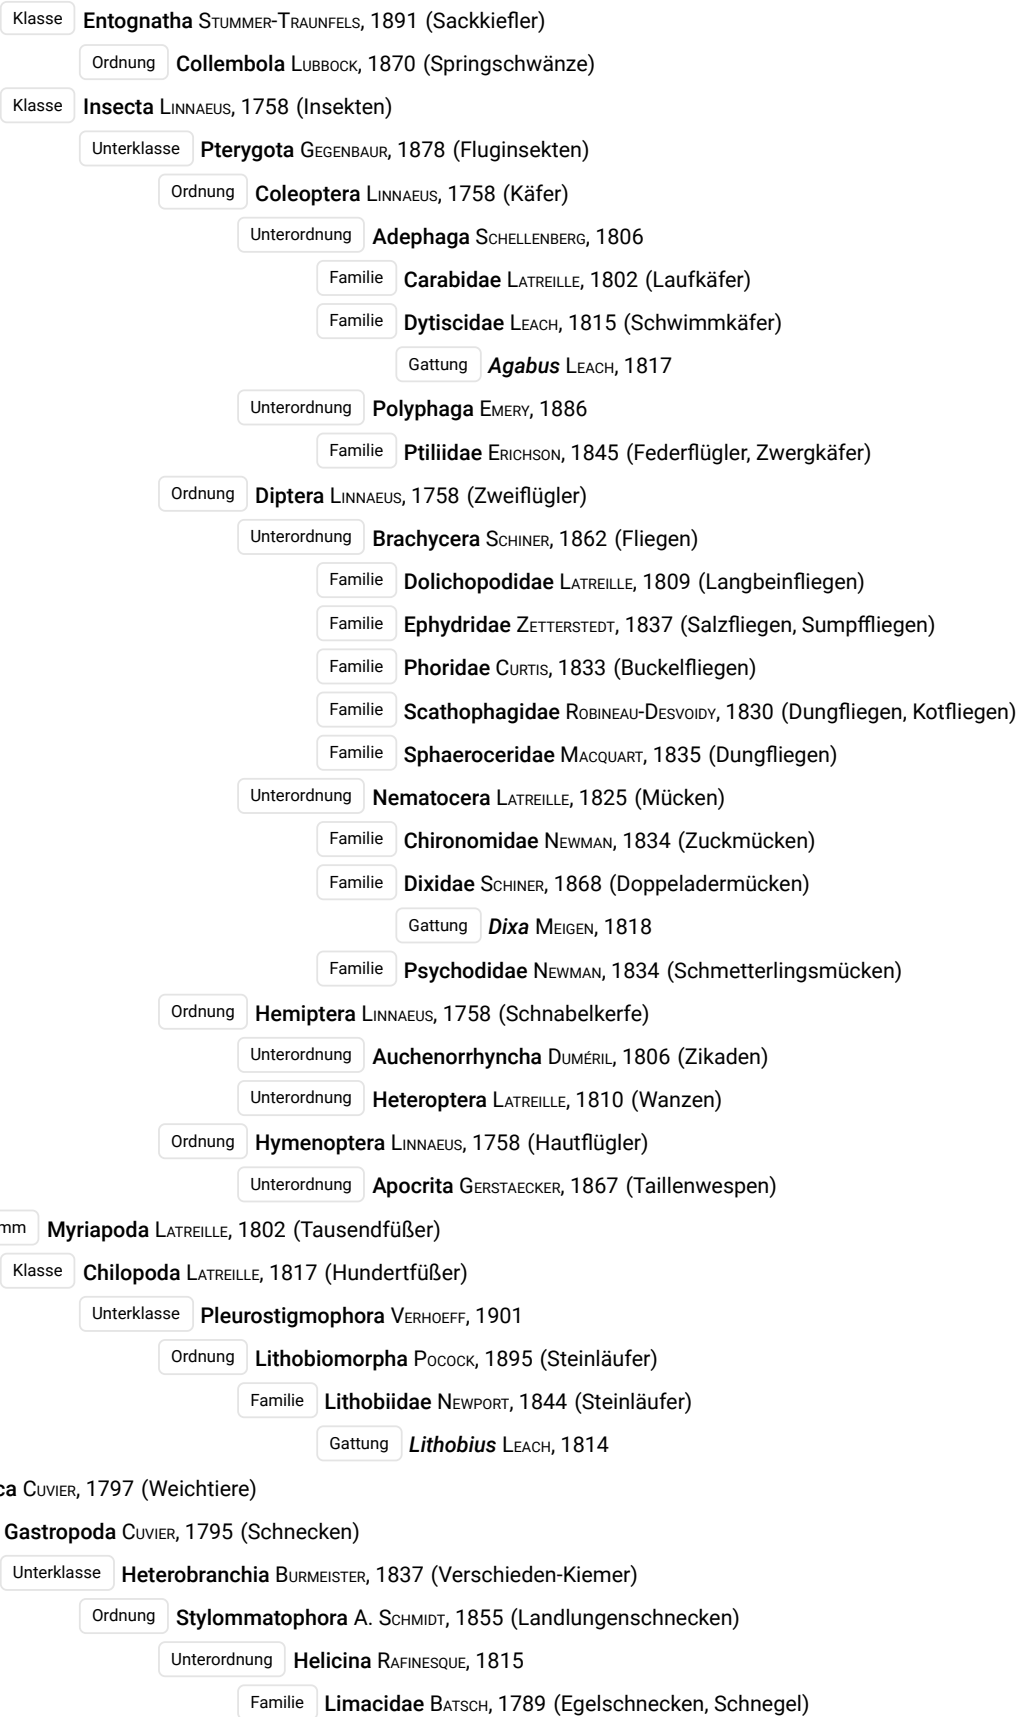 Klasse Entognatha Stummer-Traunfels, 1891 (Sackkiefler)
Ordnung Collembola Lubbock, 1870 (Springschwänze)
Klasse Insecta Linnaeus, 1758 (Insekten)
Unterklasse Pterygota Gegenbaur, 1878 (Fluginsekten)
Ordnung Coleoptera Linnaeus, 1758 (Käfer)
Unterordnung Adephaga Schellenberg, 1806
Familie Carabidae Latreille, 1802 (Laufkäfer)
Familie Dytiscidae Leach, 1815 (Schwimmkäfer)
Gattung Agabus Leach, 1817
Unterordnung Polyphaga Emery, 1886
Familie Ptiliidae Erichson, 1845 (Federflügler, Zwergkäfer)
Ordnung Diptera Linnaeus, 1758 (Zweiflügler)
Unterordnung Brachycera Schiner, 1862 (Fliegen)
Familie Dolichopodidae Latreille, 1809 (Langbeinfliegen)
Familie Ephydridae Zetterstedt, 1837 (Salzfliegen, Sumpffliegen)
Familie Phoridae Curtis, 1833 (Buckelfliegen)
Familie Scathophagidae Robineau-Desvoidy, 1830 (Dungfliegen, Kotfliegen)
Familie Sphaeroceridae Macquart, 1835 (Dungfliegen)
Unterordnung Nematocera Latreille, 1825 (Mücken)
Familie Chironomidae Newman, 1834 (Zuckmücken)
Familie Dixidae Schiner, 1868 (Doppeladermücken)
Gattung Dixa Meigen, 1818
Familie Psychodidae Newman, 1834 (Schmetterlingsmücken)
Ordnung Hemiptera Linnaeus, 1758 (Schnabelkerfe)
Unterordnung Auchenorrhyncha Duméril, 1806 (Zikaden)
Unterordnung Heteroptera Latreille, 1810 (Wanzen)
Ordnung Hymenoptera Linnaeus, 1758 (Hautflügler)
Unterordnung Apocrita Gerstaecker, 1867 (Taillenwespen)
mm Myriapoda Latreille, 1802 (Tausendfüßer)
Klasse Chilopoda Latreille, 1817 (Hundertfüßer)
Unterklasse Pleurostigmophora Verhoeff, 1901
Ordnung Lithobiomorpha Pocock, 1895 (Steinläufer)
Familie Lithobiidae Newport, 1844 (Steinläufer)
Gattung Lithobius Leach, 1814
ca Cuvier, 1797 (Weichtiere)
Gastropoda Cuvier, 1795 (Schnecken)
Unterklasse Heterobranchia Burmeister, 1837 (Verschieden-Kiemer)
Ordnung Stylommatophora A. Schmidt, 1855 (Landlungenschnecken)
Unterordnung Helicina Rafinesque, 1815
Familie Limacidae Batsch, 1789 (Egelschnecken, Schnegel)